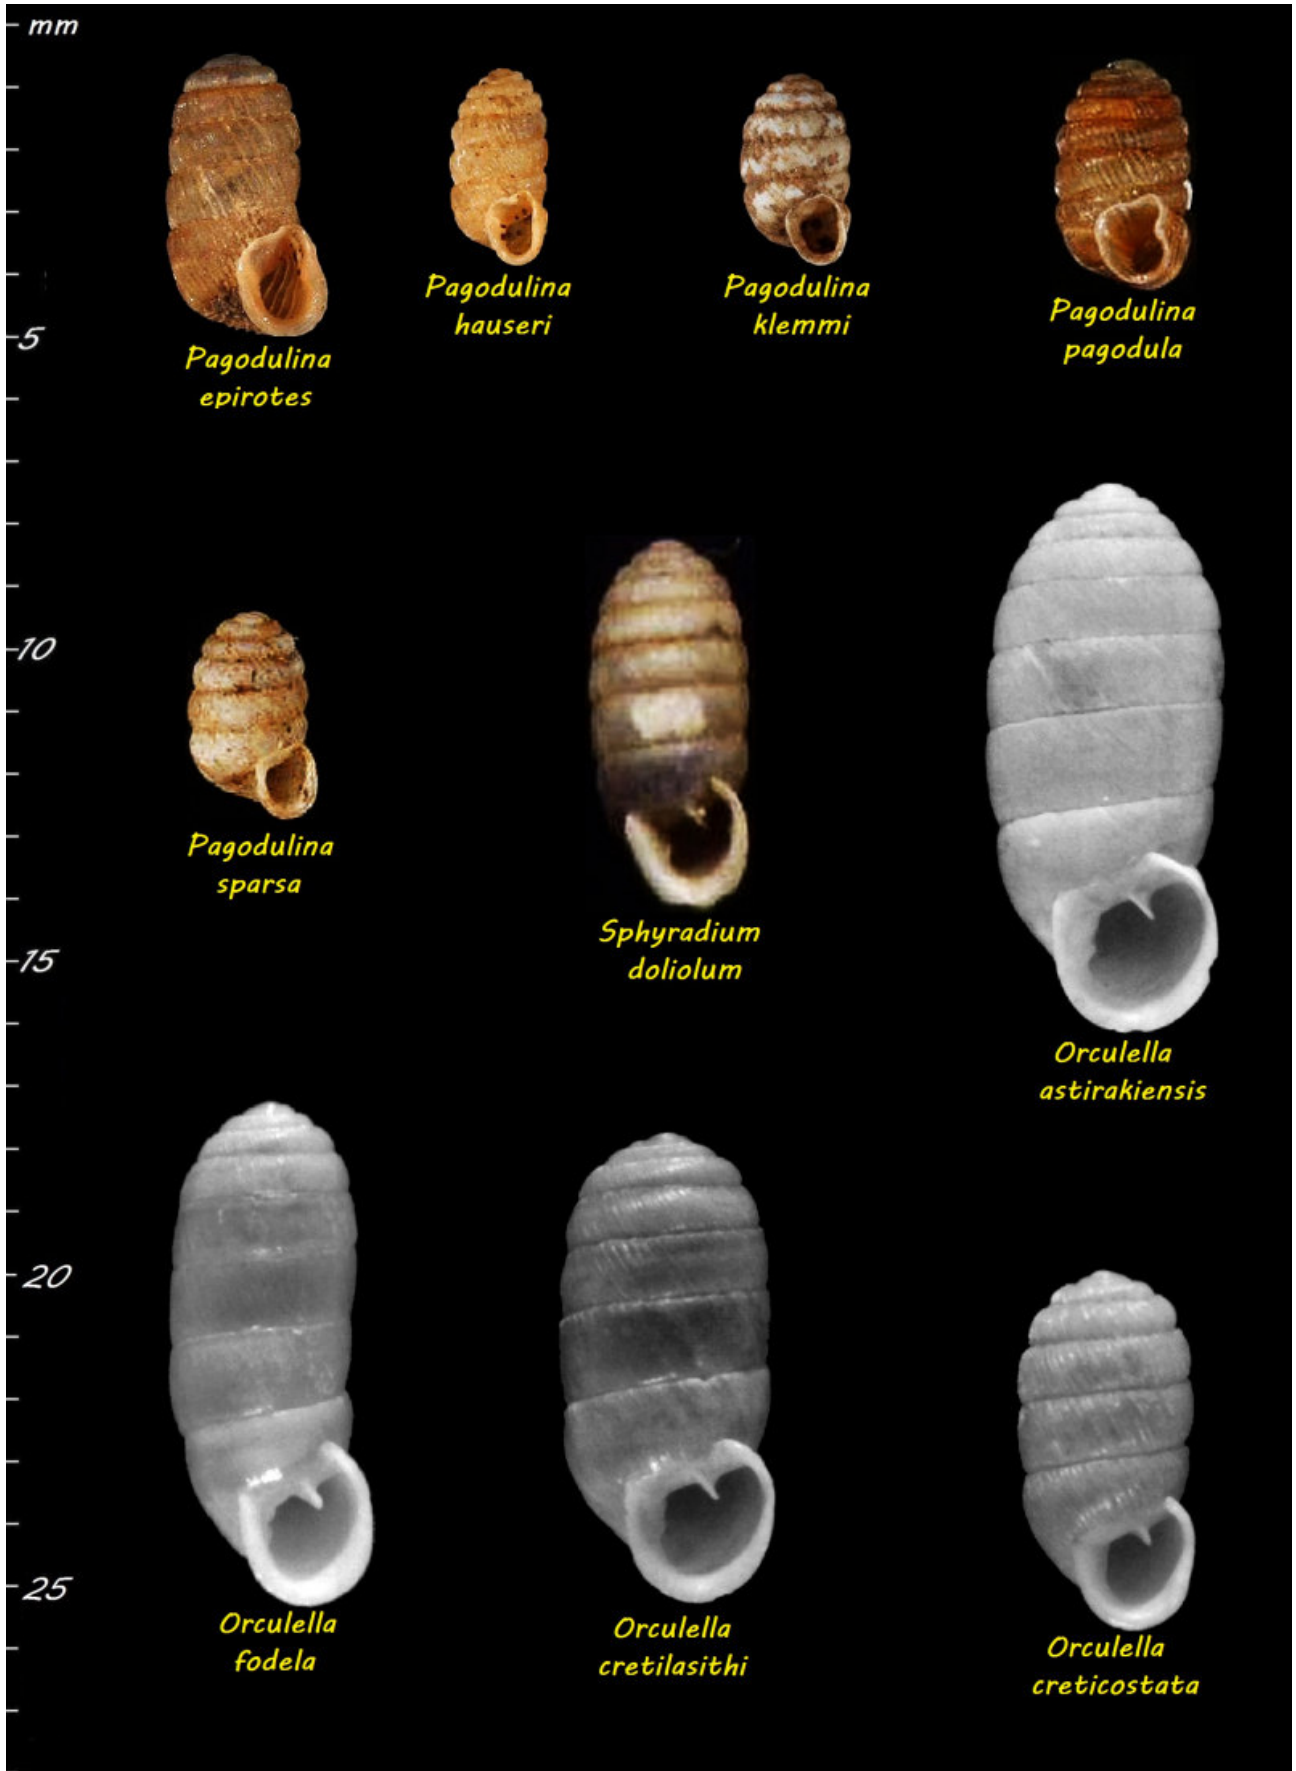 mm
Pagodulina
hauseri
Pagodulina
klemmi
Pagodulina
pagodula
5
Pagodulina
epirotes
10
Pagodulina
sparsa
Sphyradium
doliolum
15
Orculella
astirakiensis
20
25
Orculella
fodela
Orculella
cretilasithi
Orculella
creticostata